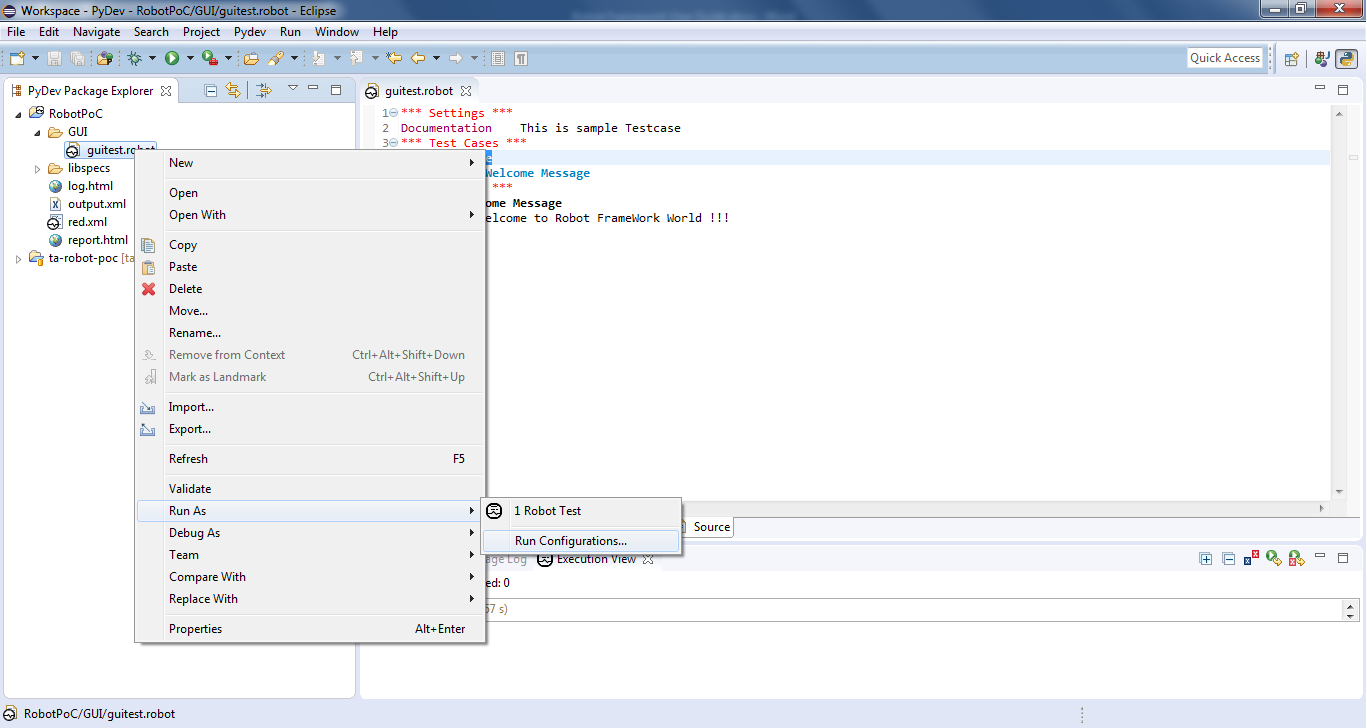 Workspace - PyDev - RobotPoC/GUI/guitest.robot - Eclipse
File Edit Navigate Search Project Pydev Run Window Help
Quick Access
PyDev Package Explorer
RobotPoC
GUI
guitest.robot
libspecs
log.html
output.xml
red.xml
report.html
ta-robot-poc [ta
guitest.robot
1 *** Settings ***
2 Documentation This is sample Testcase
3 *** Test Cases ***
e
Welcome Message
***
ome Message
elcome to Robot FrameWork World !!!
New
Open
Open With
Copy
Paste
Delete
Move...
Rename...
Remove from Context Ctrl+Alt+Shift+Down
Mark as Landmark Ctrl+Alt+Shift+Up
Import...
Export...
Refresh F5
Validate
Run As
Debug As
Team
Compare With
Replace With
Properties Alt+Enter
1 Robot Test
Run Configurations...
Source
age Log Execution View
ed: 0
57 s)
RobotPoC/GUI/guitest.robot